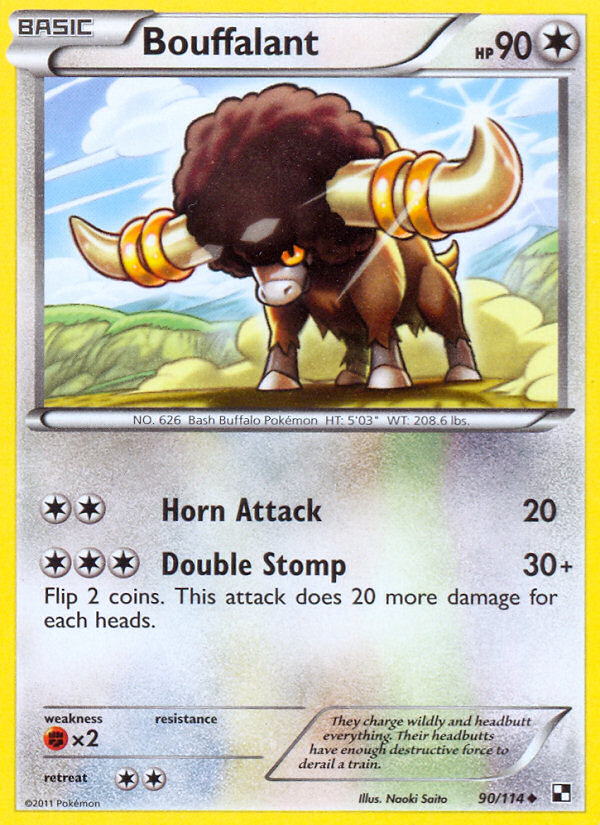 BASIC
Bouffalant
HP 90
NO. 626 Bash Buffalo Pokémon HT: 5'03" WT: 208.6 lbs.
Horn Attack 20
Double Stomp 30+
Flip 2 coins. This attack does 20 more damage for
each heads.
weakness resistance
×2
They charge wildly and headbutt
everything. Their headbutts
have enough destructive force to
derail a train.
retreat
©2011 Pokémon
Illus. Naoki Saito 90/114